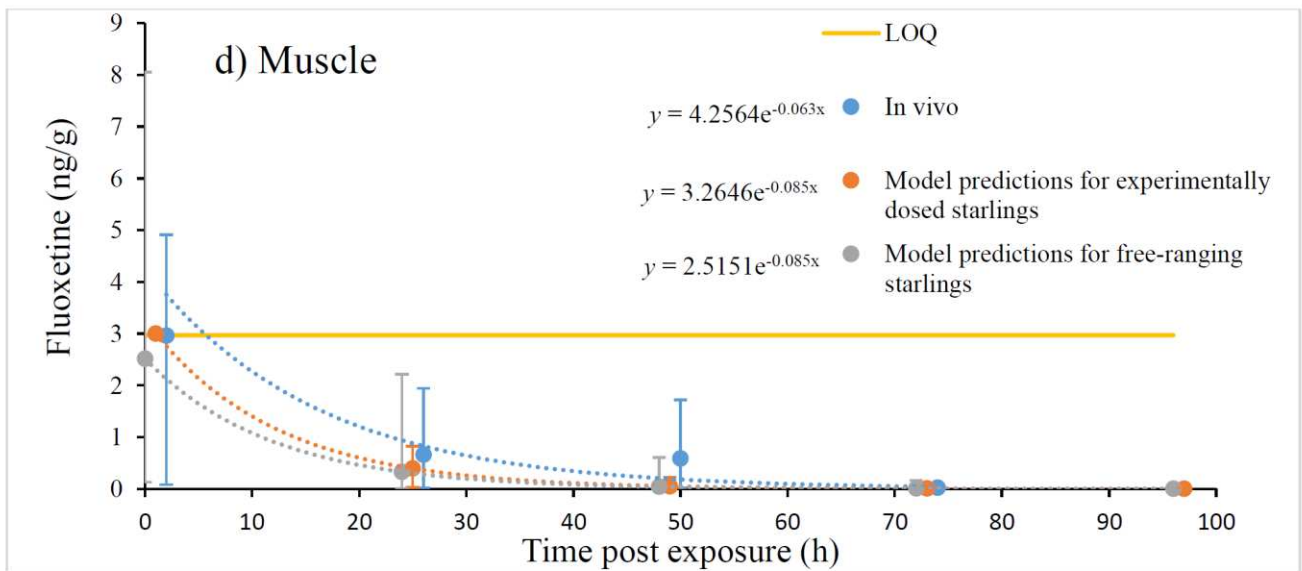 d) Muscle
LOQ
y = 4.2564e-0.063x
In vivo
y = 3.2646e-0.085x
Model predictions for experimentally
dosed starlings
y = 2.5151e-0.085x
Model predictions for free-ranging
starlings
Fluoxetine (ng/g)
9
8
7
6
5
4
3
2
1
0
0 10 20 30 40 50 60 70 80 90 100
Time post exposure (h)